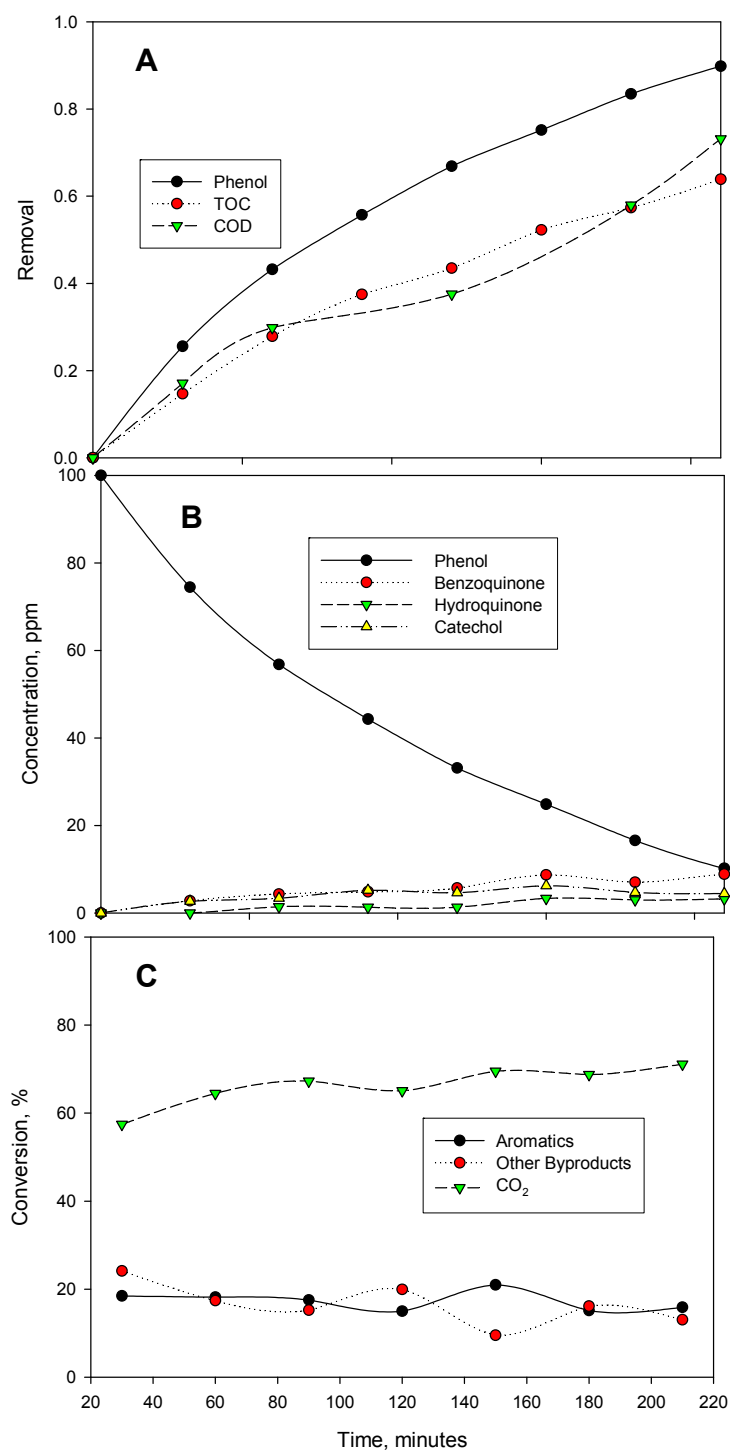 1.0
A
0.8
Phenol
TOC
COD
0.6
Removal
0.4
0.2
0.0
100
B
80
Phenol
Benzoquinone
Hydroquinone
Catechol
60
Concentration, ppm
40
20
0
100
C
80
60
Aromatics
Other Byproducts
CO₂
Conversion, %
40
20
0
20 40 60 80 100 120 140 160 180 200 220
Time, minutes